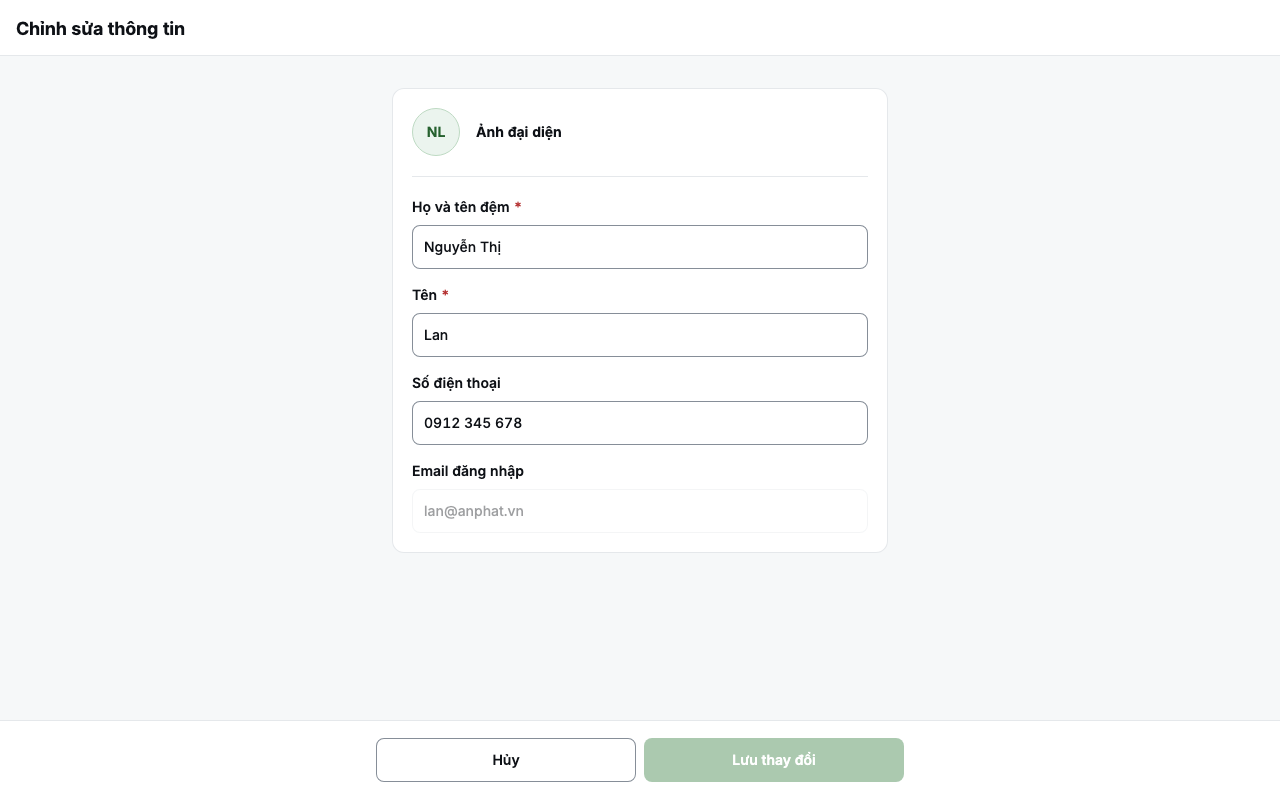 Chỉnh sửa thông tin
NL
Ảnh đại diện
Họ và tên đệm *
Nguyễn Thị
Tên *
Lan
Số điện thoại
0912 345 678
Email đăng nhập
lan@anphat.vn
Hủy
Lưu thay đổi